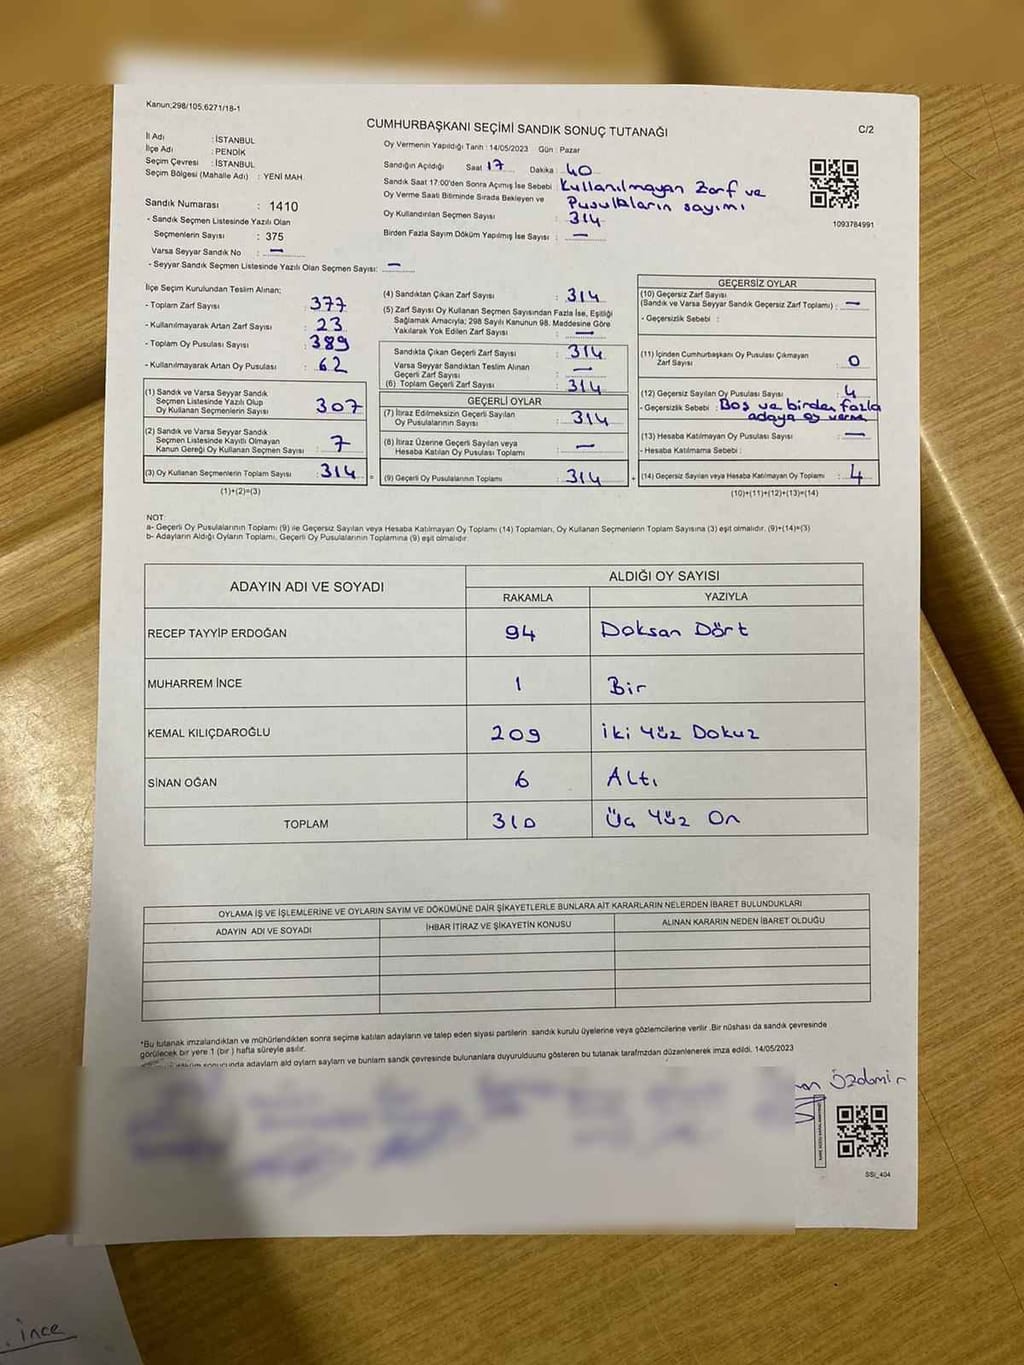 Kanun;298/105,6271/18-1
CUMHURBAŞKANI SEÇİMİ SANDIK SONUÇ TUTANAĞI
C/2
İl Adı : İSTANBUL
İlçe Adı : PENDİK
Seçim Çevresi : İSTANBUL
Seçim Bölgesi (Mahalle Adı) : YENİ MAH.
Sandık Numarası : 1410
- Sandık Seçmen Listesinde Yazılı Olan
Seçmenlerin Sayısı : 375
Varsa Seyyar Sandık No : —
- Seyyar Sandık Seçmen Listesinde Yazılı Olan Seçmen Sayısı: —
Oy Vermenin Yapıldığı Tarih : 14/05/2023 Gün : Pazar
Sandığın Açıldığı Saat 17 Dakika : 40
Sandık Saat 17:00'den Sonra Açımış İse Sebebi : Kullanılmayan Zarf ve
Oy Verme Saati Bitiminde Sırada Bekleyen ve Pusulaların sayımı
Oy Kullandırılan Seçmen Sayısı : 314
Birden Fazla Sayım Döküm Yapılmış İse Sayısı : —
1093784991
İlçe Seçim Kurulundan Teslim Alınan;
- Toplam Zarf Sayısı : 377
- Kullanılmayarak Artan Zarf Sayısı : 23
- Toplam Oy Pusulası Sayısı : 389
- Kullanılmayarak Artan Oy Pusulası : 62
(1) Sandık ve Varsa Seyyar Sandık
Seçmen Listesinde Yazılı Olup
Oy Kullanan Seçmenlerin Sayısı : 307
(2) Sandık ve Varsa Seyyar Sandık
Seçmen Listesinde Kayıtlı Olmayan
Kanun Gereği Oy Kullanan Seçmen Sayısı : 7
(3) Oy Kullanan Seçmenlerin Toplam Sayısı : 314 =
(1)+(2)=(3)
(4) Sandıktan Çıkan Zarf Sayısı : 314
(5) Zarf Sayısı Oy Kullanan Seçmen Sayısından Fazla İse, Eşitliği
Sağlamak Amacıyla; 298 Sayılı Kanunun 98. Maddesine Göre
Yakılarak Yok Edilen Zarf Sayısı : —
Sandıkta Çıkan Geçerli Zarf Sayısı : 314
Varsa Seyyar Sandıktan Teslim Alınan
Geçerli Zarf Sayısı : —
(6) Toplam Geçerli Zarf Sayısı : 314
GEÇERLİ OYLAR
(7) İtiraz Edilmeksizin Geçerli Sayılan
Oy Pusulalarının Sayısı : 314
(8) İtiraz Üzerine Geçerli Sayılan veya
Hesaba Katılan Oy Pusulası Toplamı : —
(9) Geçerli Oy Pusulalarının Toplamı : 314 +
GEÇERSİZ OYLAR
(10) Geçersiz Zarf Sayısı
(Sandık ve Varsa Seyyar Sandık Geçersiz Zarf Toplamı) : —
- Geçersizlik Sebebi :
(11) İçinden Cumhurbaşkanı Oy Pusulası Çıkmayan
Zarf Sayısı : 0
(12) Geçersiz Sayılan Oy Pusulası Sayısı : 4
- Geçersizlik Sebebi : Boş ve birden fazla
adaya oy verme
(13) Hesaba Katılmayan Oy Pusulası Sayısı : —
- Hesaba Katılmama Sebebi :
(14) Geçersiz Sayılan veya Hesaba Katılmayan Oy Toplamı : 4
(10)+(11)+(12)+(13)=(14)
NOT:
a- Geçerli Oy Pusulalarının Toplamı (9) ile Geçersiz Sayılan veya Hesaba Katılmayan Oy Toplamı (14) Toplamları, Oy Kullanan Seçmenlerin Toplam Sayısına (3) eşit olmalıdır. (9)+(14)=(3)
b- Adayların Aldığı Oyların Toplamı, Geçerli Oy Pusulalarının Toplamına (9) eşit olmalıdır.
ADAYIN ADI VE SOYADI ALDIĞI OY SAYISI
RAKAMLA YAZIYLA
RECEP TAYYİP ERDOĞAN 94 Doksan Dört
MUHARREM İNCE 1 Bir
KEMAL KILIÇDAROĞLU 209 İki Yüz Dokuz
SİNAN OĞAN 6 Altı
TOPLAM 310 Üç Yüz On
OYLAMA İŞ VE İŞLEMLERİNE VE OYLARIN SAYIM VE DÖKÜMÜNE DAİR ŞİKAYETLERLE BUNLARA AİT KARARLARIN NELERDEN İBARET BULUNDUKLARI
ADAYIN ADI VE SOYADI İHBAR İTİRAZ VE ŞİKAYETİN KONUSU ALINAN KARARIN NEDEN İBARET OLDUĞU
*Bu tutanak imzalandıktan ve mühürlendikten sonra seçime katılan adayların ve talep eden siyasi partilerin sandık kurulu üyelerine veya gözlemcilerine verilir. Bir nüshası da sandık çevresinde
görülecek bir yere 1 (bir) hafta süreyle asılır.
sonucunda adaylam ald oylam saylam ve bunlam sandk çevresinde bulunanlara duyurulduunu gösteren bu tutanak tarafmzdan düzenlenerek imza edildi. 14/05/2023
Özdemir
SSI_404
ince